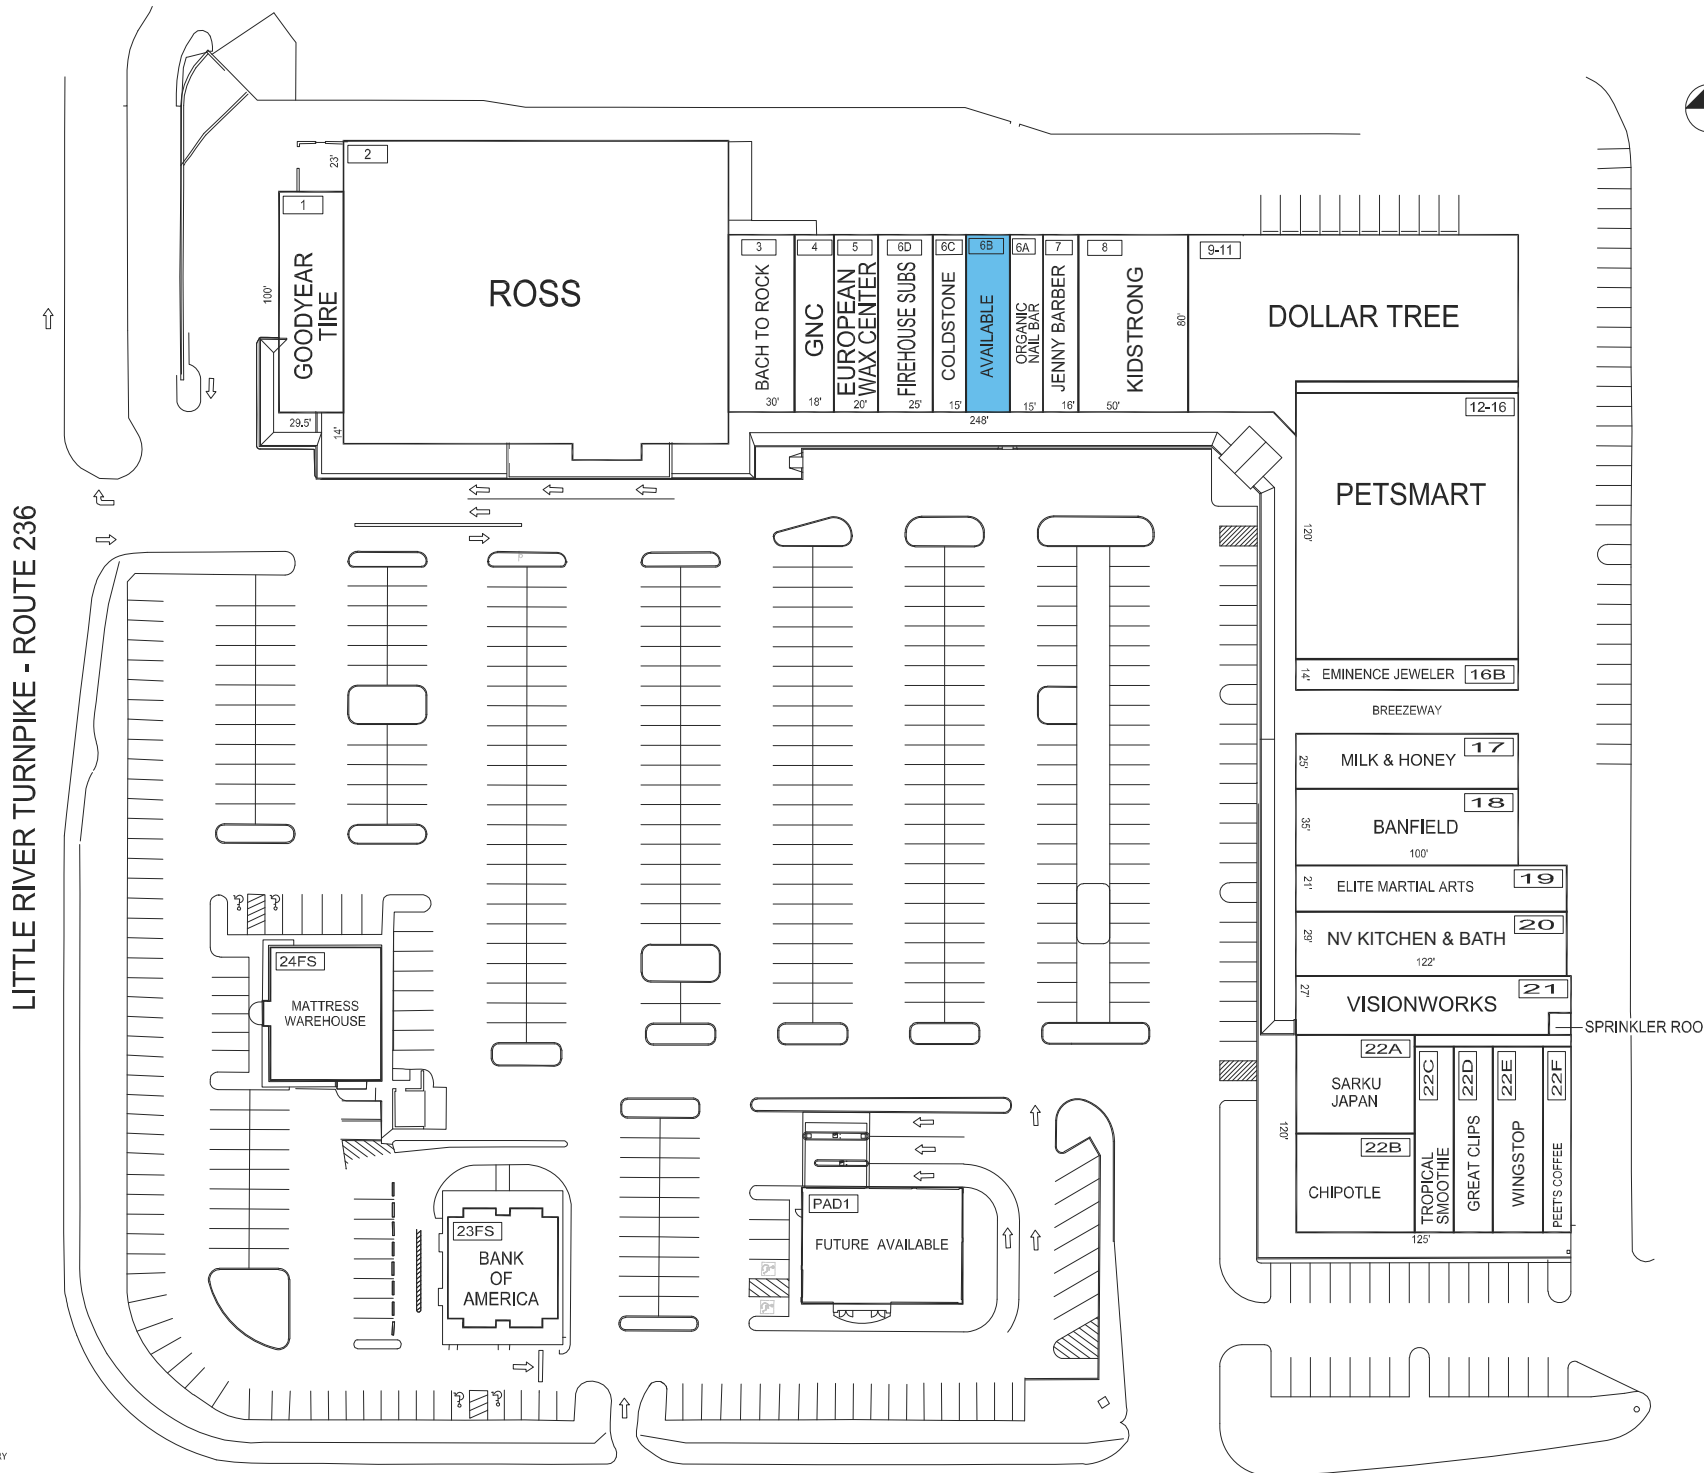 2
23'
1
GOODYEAR
TIRE
100'
29.5'
14'
ROSS
3
BACH TO ROCK
30'
4
GNC
18'
5
EUROPEAN
WAX CENTER
20'
6D
FIREHOUSE SUBS
25'
6C
COLDSTONE
15'
6B
AVAILABLE
6A
ORGANIC
NAIL BAR
15'
7
JENNY BARBER
16'
8
KIDSTRONG
50'
80'
248'
9-11
DOLLAR TREE
12-16
PETSMART
120'
14'
EMINENCE JEWELER
16B
BREEZEWAY
17
MILK & HONEY
25'
18
BANFIELD
35'
100'
19
ELITE MARTIAL ARTS
21'
20
NV KITCHEN & BATH
29'
122'
21
VISIONWORKS
27'
SPRINKLER ROO
22A
SARKU
JAPAN
22B
CHIPOTLE
120'
22C
TROPICAL
SMOOTHIE
22D
GREAT CLIPS
22E
WINGSTOP
22F
PEET'S COFFEE
125'
LITTLE RIVER TURNPIKE - ROUTE 236
24FS
MATTRESS
WAREHOUSE
23FS
BANK
OF
AMERICA
PAD1
FUTURE AVAILABLE
RY